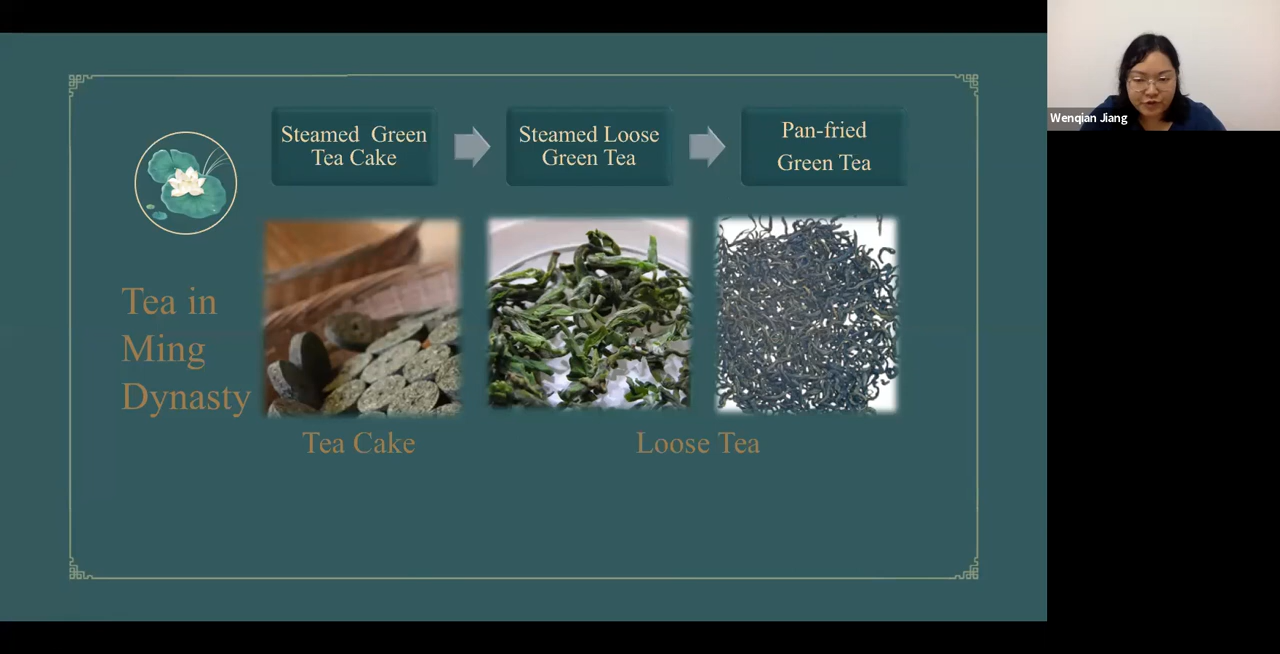 Steamed Green
Tea Cake
Steamed Loose
Green Tea
Pan-fried
Green Tea
Wenqian Jiang
Tea in
Ming
Dynasty
Tea Cake
Loose Tea